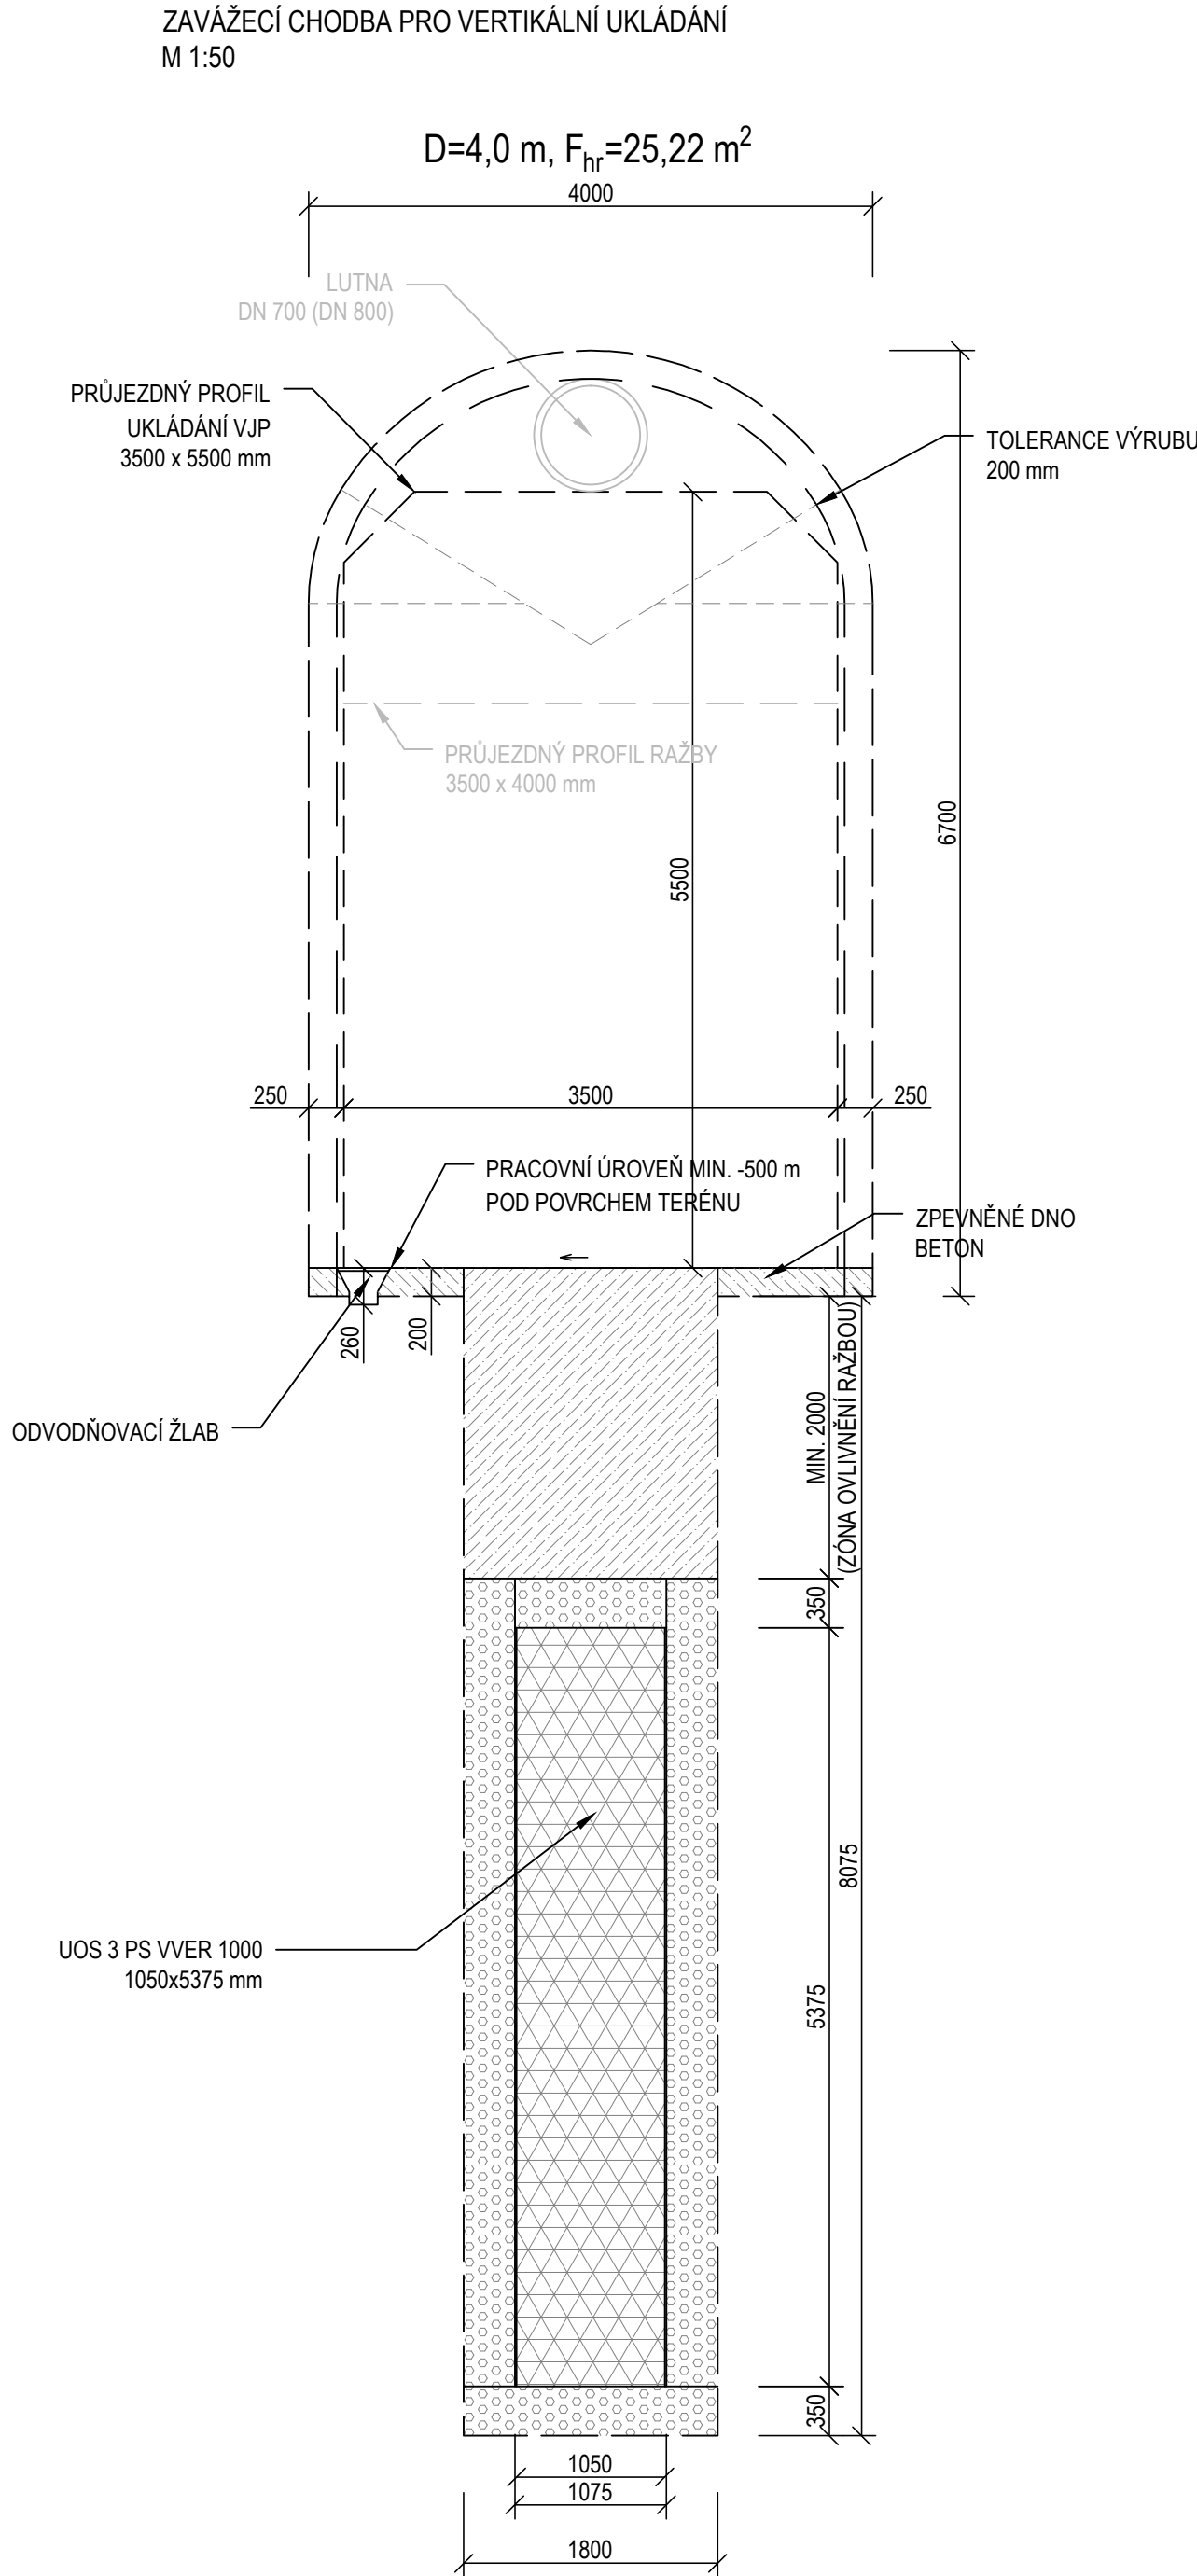 ZAVÁŽECÍ CHODBA PRO VERTIKÁLNÍ UKLÁDÁNÍ
M 1:50
D=4,0 m, Fhr=25,22 m²
4000
LUTNA
DN 700 (DN 800)
PRŮJEZDNÝ PROFIL
UKLÁDÁNÍ VJP
3500 x 5500 mm
TOLERANCE VÝRUBU
200 mm
PRŮJEZDNÝ PROFIL RAŽBY
3500 x 4000 mm
6700
5500
250
3500
250
PRACOVNÍ ÚROVEŇ MIN. -500 m
POD POVRCHEM TERÉNU
ZPEVNĚNÉ DNO
BETON
260
200
ODVODŇOVACÍ ŽLAB
MIN. 2000
(ZÓNA OVLIVNĚNÍ RAŽBOU)
350
8075
UOS 3 PS VVER 1000
1050x5375 mm
5375
350
1050
1075
1800